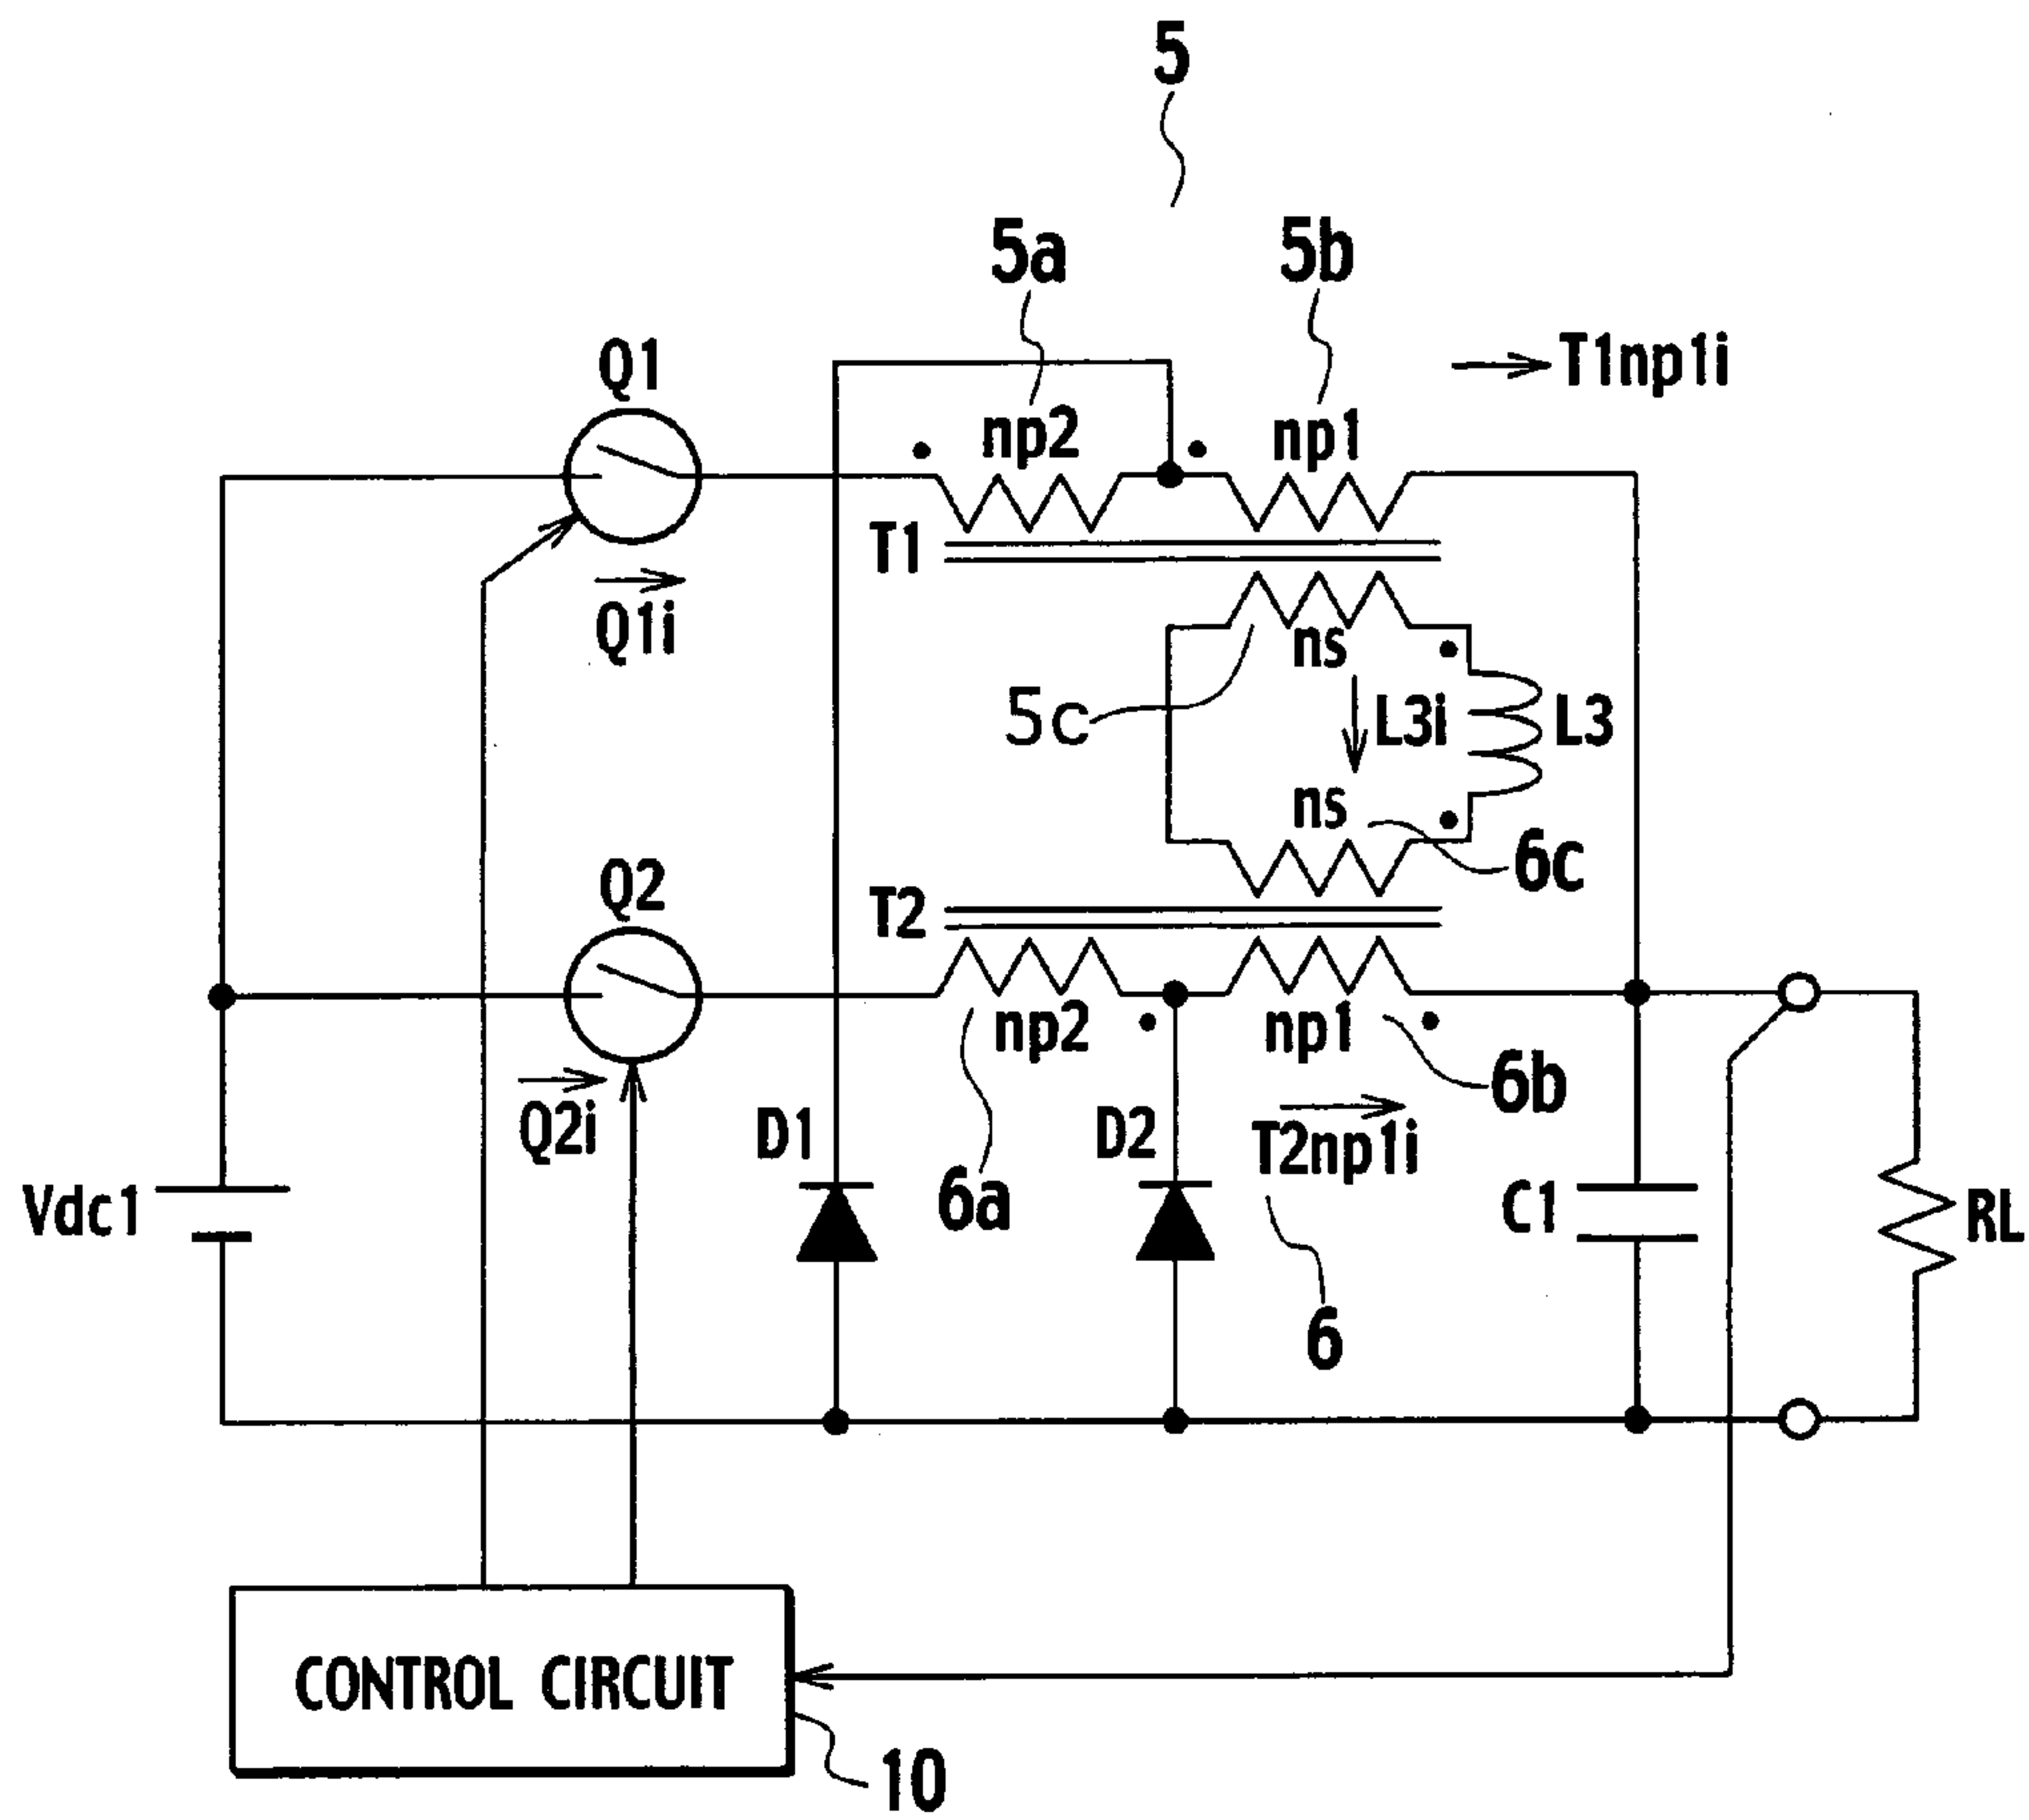 5
5a
5b
Q1
T1np1i
np2
np1
T1
Q1i
ns
5c
L3i
L3
ns
6c
Q2
T2
np2
np1
6b
Q2i
D1
D2
T2np1i
6a
Vdc1
C1
RL
6
CONTROL CIRCUIT
10